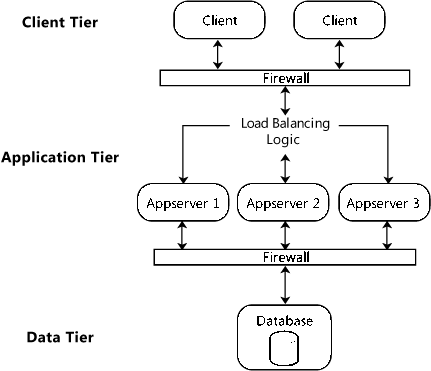 Client Tier
Client
Client
Firewall
Load Balancing
Logic
Application Tier
Appserver 1
Appserver 2
Appserver 3
Firewall
Database
Data Tier